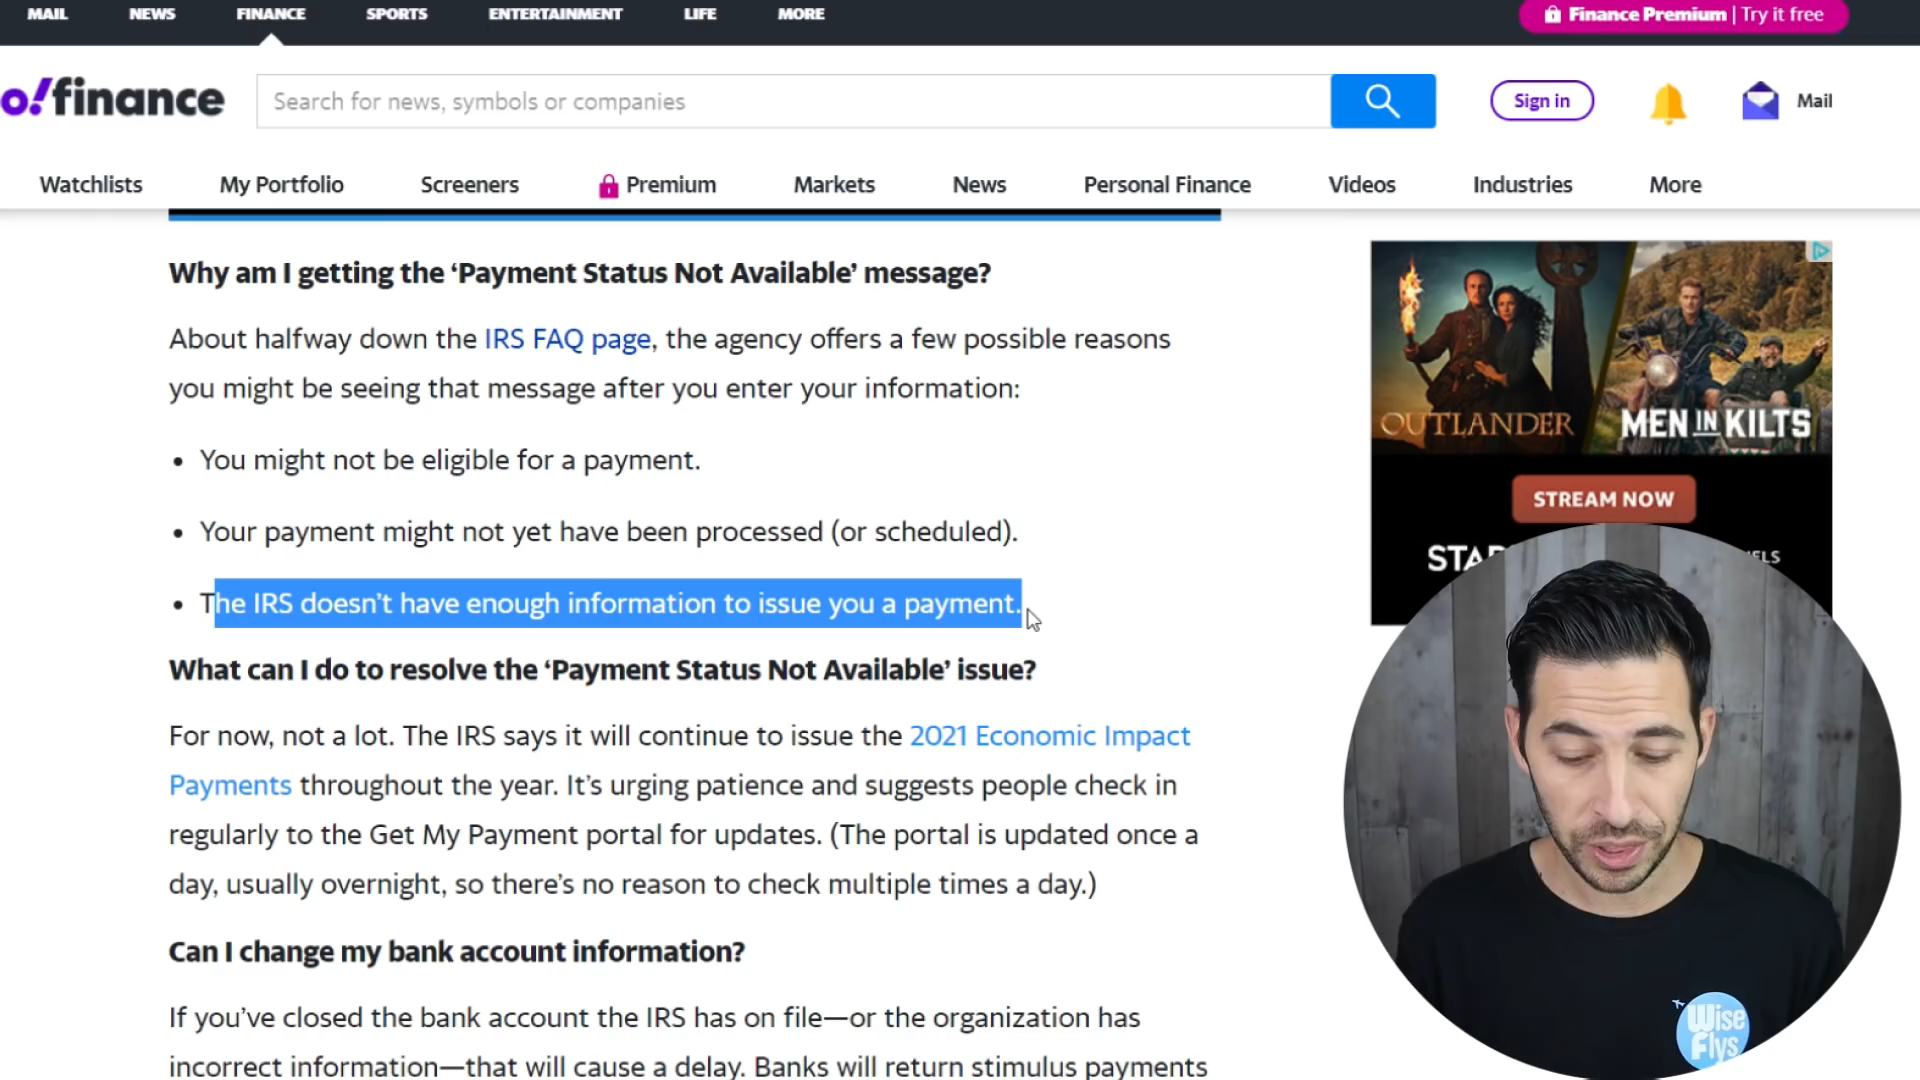 MAIL NEWS FINANCE SPORTS ENTERTAINMENT LIFE MORE Finance Premium | Try it free
o!finance Search for news, symbols or companies Sign in Mail
Watchlists My Portfolio Screeners Premium Markets News Personal Finance Videos Industries More
Why am I getting the ‘Payment Status Not Available’ message?
About halfway down the IRS FAQ page, the agency offers a few possible reasons
you might be seeing that message after you enter your information:
• You might not be eligible for a payment.
• Your payment might not yet have been processed (or scheduled).
• The IRS doesn’t have enough information to issue you a payment.
What can I do to resolve the ‘Payment Status Not Available’ issue?
For now, not a lot. The IRS says it will continue to issue the 2021 Economic Impact
Payments throughout the year. It’s urging patience and suggests people check in
regularly to the Get My Payment portal for updates. (The portal is updated once a
day, usually overnight, so there’s no reason to check multiple times a day.)
Can I change my bank account information?
If you’ve closed the bank account the IRS has on file—or the organization has
incorrect information—that will cause a delay. Banks will return stimulus payments
OUTLANDER MEN IN KILTS
STREAM NOW
Wise
Flys